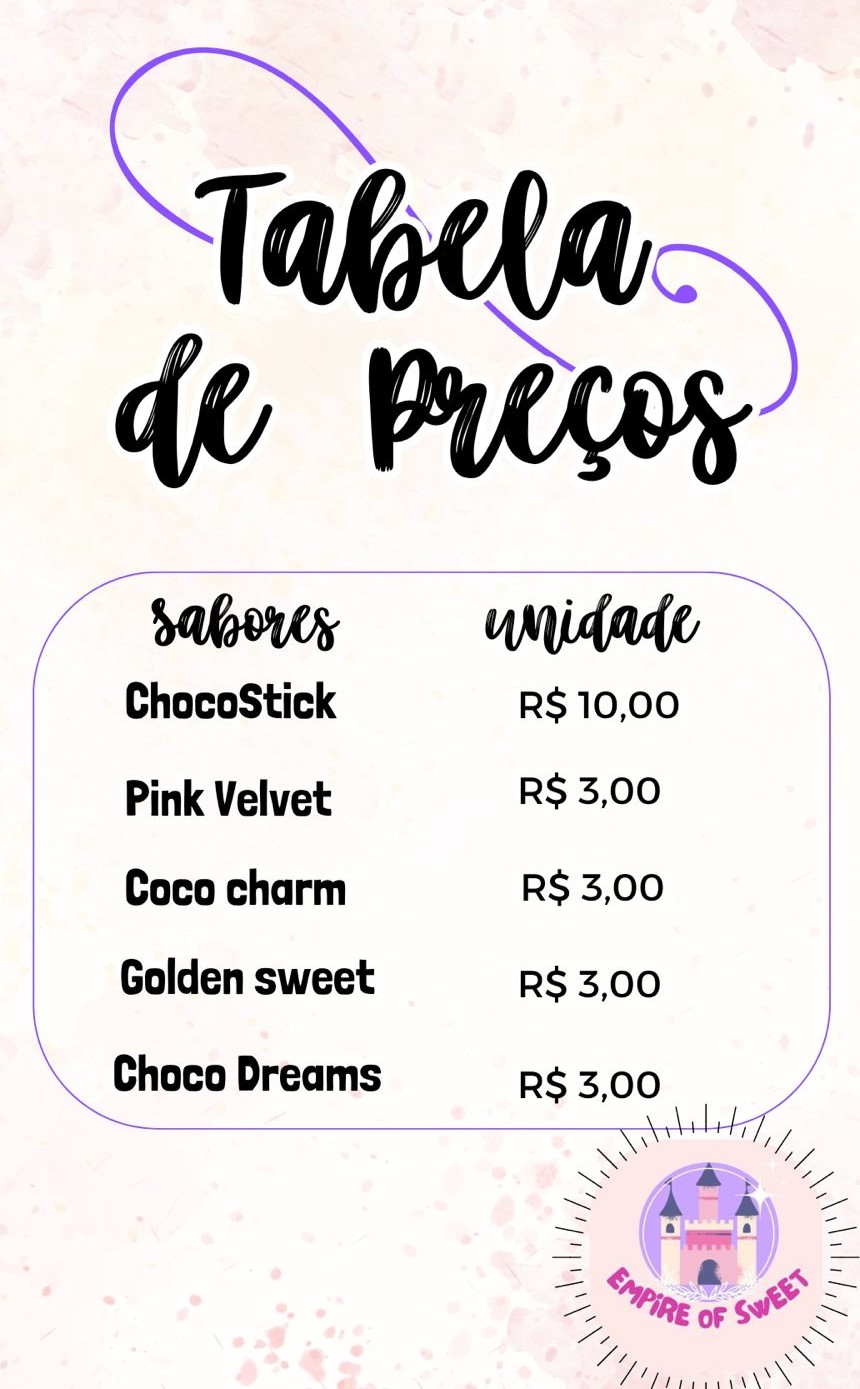 Tabela
de Preços
sabores unidade
ChocoStick R$ 10,00
Pink Velvet R$ 3,00
Coco charm R$ 3,00
Golden sweet R$ 3,00
Choco Dreams R$ 3,00
EMPiRE OF SWEET